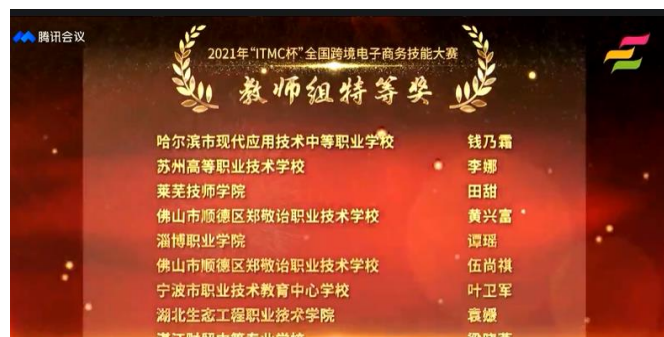 腾讯会议
2021年"ITMC杯"全国跨境电子商务技能大赛
教师组特等奖
哈尔滨市现代应用技术中等职业学校 钱乃霜
苏州高等职业技术学校 李娜
莱芜技师学院 田甜
佛山市顺德区郑敬诒职业技术学校 黄兴富
淄博职业学院 谭瑶
佛山市顺德区郑敬诒职业技术学校 伍尚祺
宁波市职业技术教育中心学校 叶卫军
湖北生态工程职业技术学院 袁媛